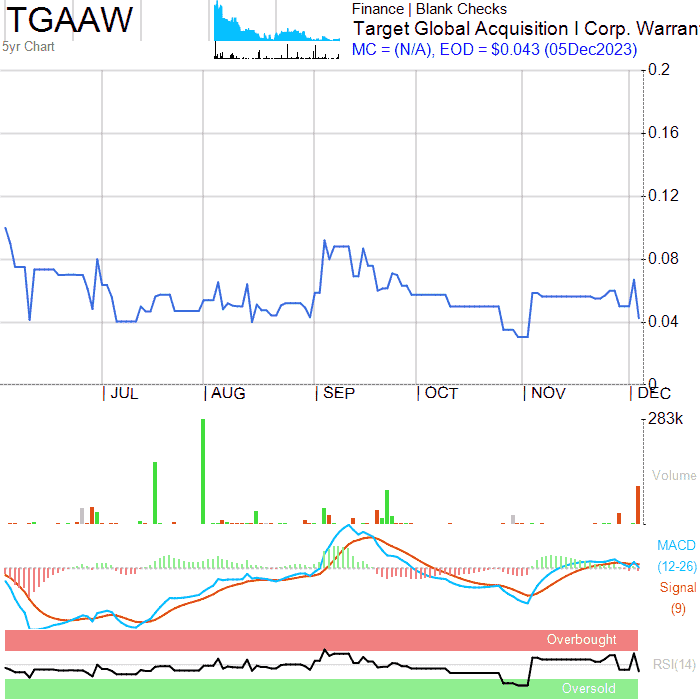 TGAAW
5yr Chart
Finance | Blank Checks
Target Global Acquisition I Corp. Warran
MC = (N/A), EOD = $0.043 (05Dec2023)
0.2
0.16
0.12
0.08
0.04
0
JUL AUG SEP OCT NOV DEC
283k
Volume
MACD
(12-26)
Signal
(9)
Overbought
RSI(14)
Oversold